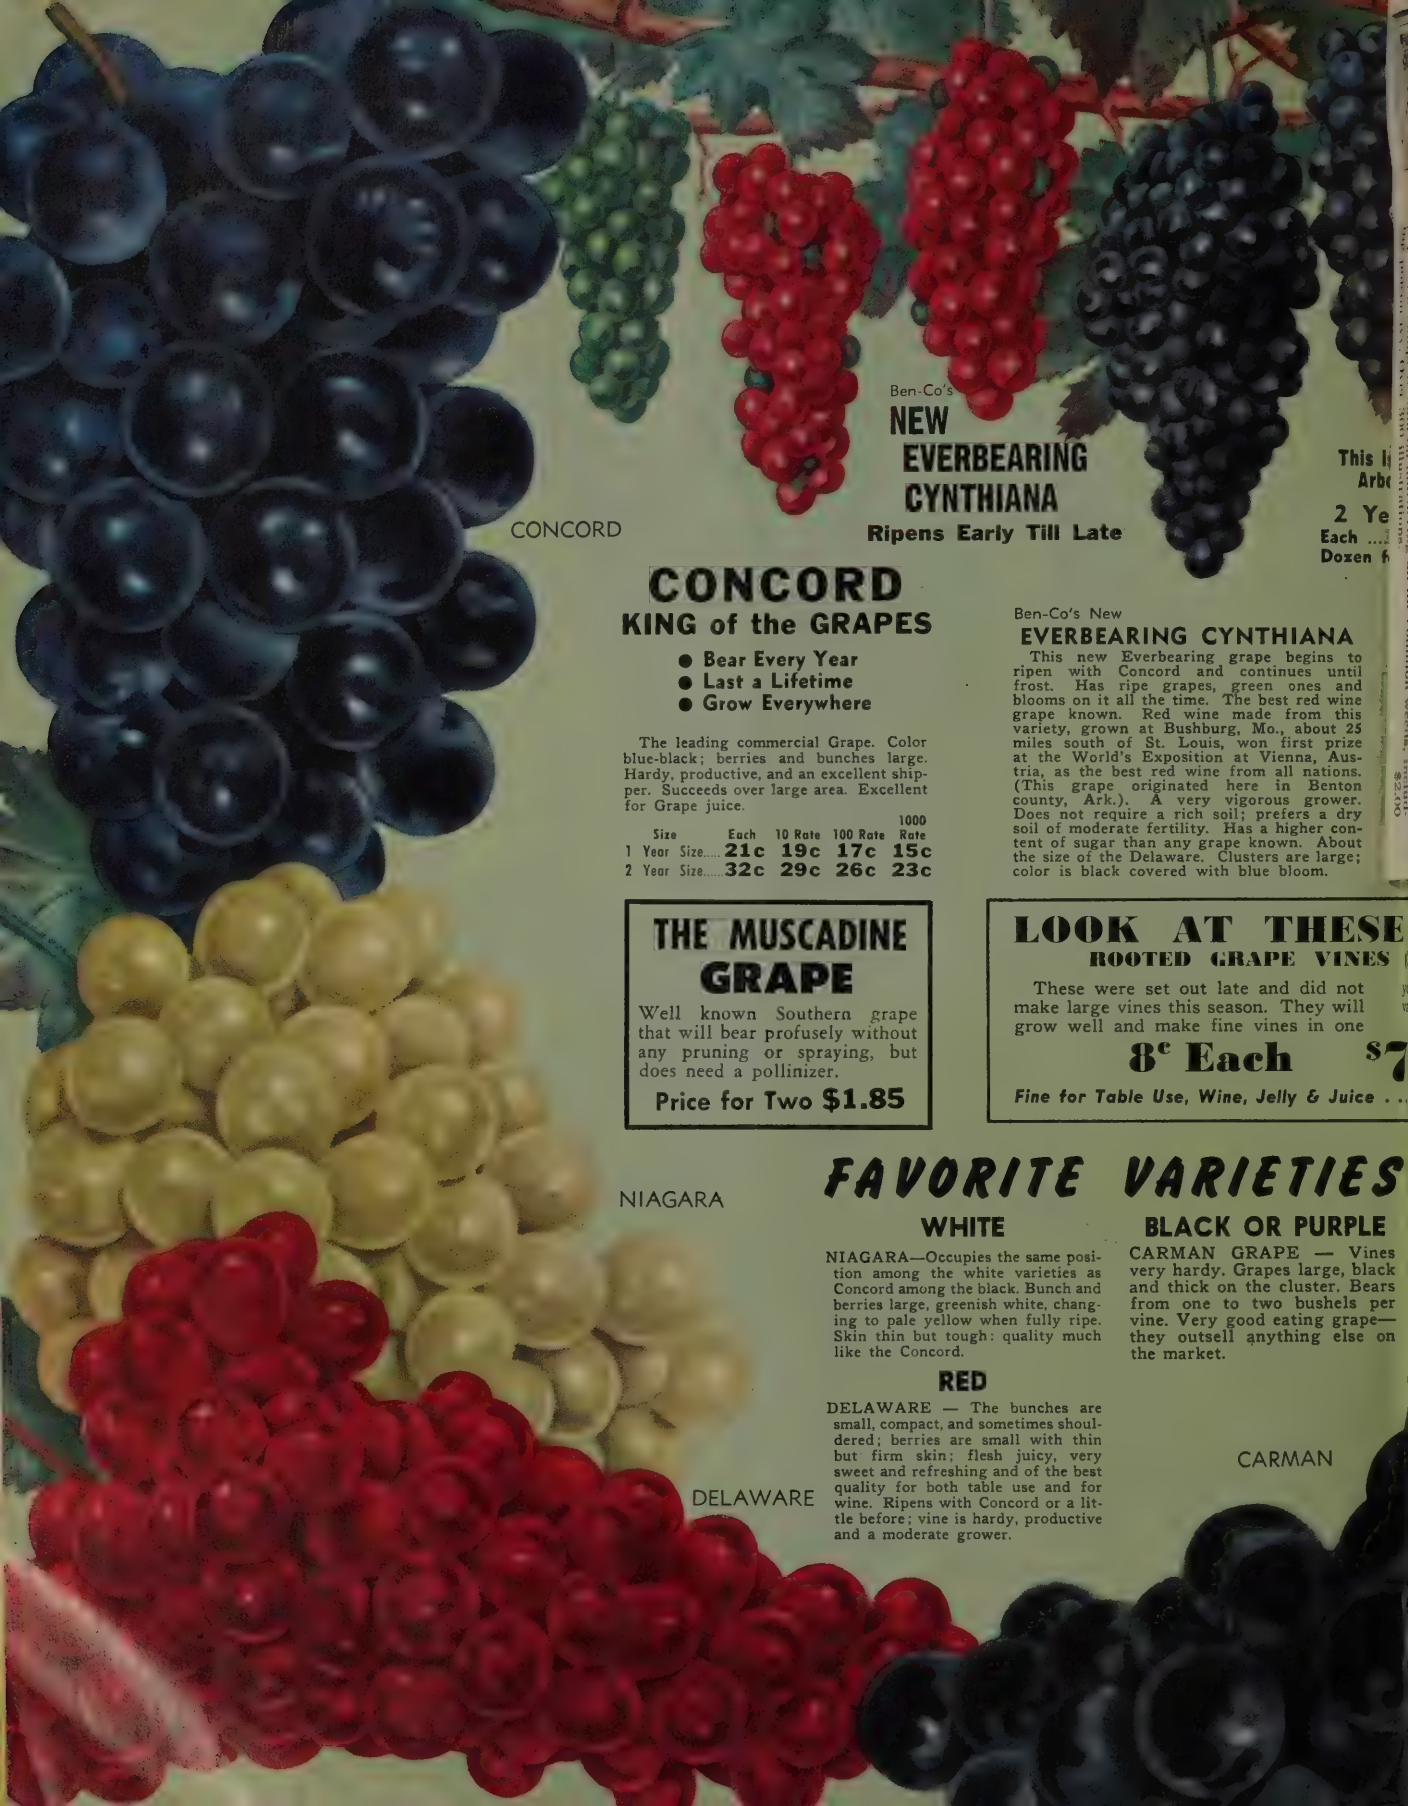 Ben-Co's
NEW
EVERBEARING
CYNTHIANA
Ripens Early Till Late
This
2 Ye
Each ....
Dozen
CONCORD
CONCORD
KING of the GRAPES
● Bear Every Year
● Last a Lifetime
● Grow Everywhere
The leading commercial Grape. Color
blue-black; berries and bunches large.
Hardy, productive, and an excellent ship-
per. Succeeds over large area. Excellent
for Grape juice.
1000
Size Each 10 Rate 100 Rate Rate
1 Year Size..... 21c 19c 17c 15c
2 Year Size..... 32c 29c 26c 23c
Ben-Co's New
EVERBEARING CYNTHIANA
This new Everbearing grape begins to
ripen with Concord and continues until
frost. Has ripe grapes, green ones and
blooms on it all the time. The best red wine
grape known. Red wine made from this
variety, grown at Bushburg, Mo., about 25
miles south of St. Louis, won first prize
at the World's Exposition at Vienna, Aus-
tria, as the best red wine from all nations.
(This grape originated here in Benton
county, Ark.). A very vigorous grower.
Does not require a rich soil; prefers a dry
soil of moderate fertility. Has a higher con-
tent of sugar than any grape known. About
the size of the Delaware. Clusters are large;
color is black covered with blue bloom.
$2.00
THE MUSCADINE
GRAPE
Well known Southern grape
that will bear profusely without
any pruning or spraying, but
does need a pollinizer.
Price for Two $1.85
LOOK AT THESE
ROOTED GRAPE VINES
These were set out late and did not
make large vines this season. They will
grow well and make fine vines in one
8c Each $7
Fine for Table Use, Wine, Jelly & Juice . .
NIAGARA
FAVORITE VARIETIES
WHITE
NIAGARA—Occupies the same posi-
tion among the white varieties as
Concord among the black. Bunch and
berries large, greenish white, chang-
ing to pale yellow when fully ripe.
Skin thin but tough: quality much
like the Concord.
RED
DELAWARE — The bunches are
small, compact, and sometimes shoul-
dered; berries are small with thin
but firm skin; flesh juicy, very
sweet and refreshing and of the best
quality for both table use and for
wine. Ripens with Concord or a lit-
tle before; vine is hardy, productive
and a moderate grower.
BLACK OR PURPLE
CARMAN GRAPE — Vines
very hardy. Grapes large, black
and thick on the cluster. Bears
from one to two bushels per
vine. Very good eating grape—
they outsell anything else on
the market.
CARMAN
DELAWARE